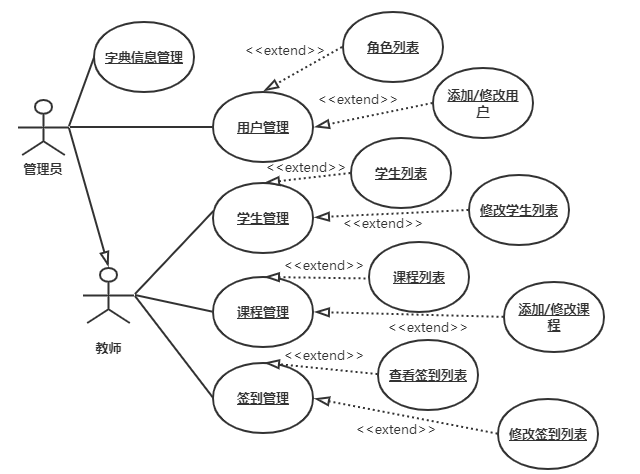 字典信息管理
<<extend>>
角色列表
管理员
用户管理
<<extend>>
添加/修改用
户
<<extend>>
学生列表
学生管理
<<extend>>
修改学生列表
<<extend>>
课程列表
教师
课程管理
<<extend>>
添加/修改课
程
<<extend>>
查看签到列表
签到管理
<<extend>>
修改签到列表